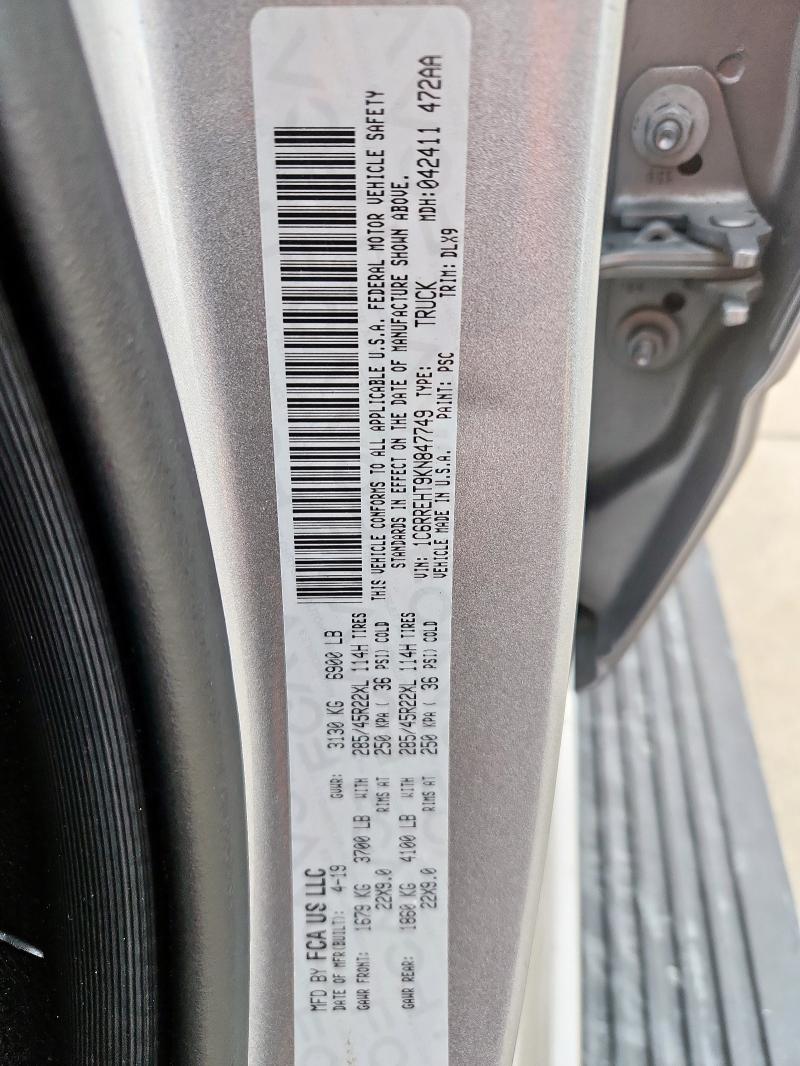 MFD BY FCA US LLC
DATE OF MFR(BUILT): 4-19 GVWR: 3130 KG 6900 LB
GAWR FRONT: 1679 KG 3700 LB WITH 285/45R22XL 114H TIRES
22X9.0 RIMS AT 250 KPA ( 36 PSI) COLD
GAWR REAR: 1860 KG 4100 LB WITH 285/45R22XL 114H TIRES
22X9.0 RIMS AT 250 KPA ( 36 PSI) COLD
THIS VEHICLE CONFORMS TO ALL APPLICABLE U.S.A. FEDERAL MOTOR VEHICLE SAFETY
STANDARDS IN EFFECT ON THE DATE OF MANUFACTURE SHOWN ABOVE.
VIN: 1C6RREHT9KN847749 TYPE: TRUCK MDH:042411 472AA
VEHICLE MADE IN U.S.A. PAINT: PSC TRIM: DLX9